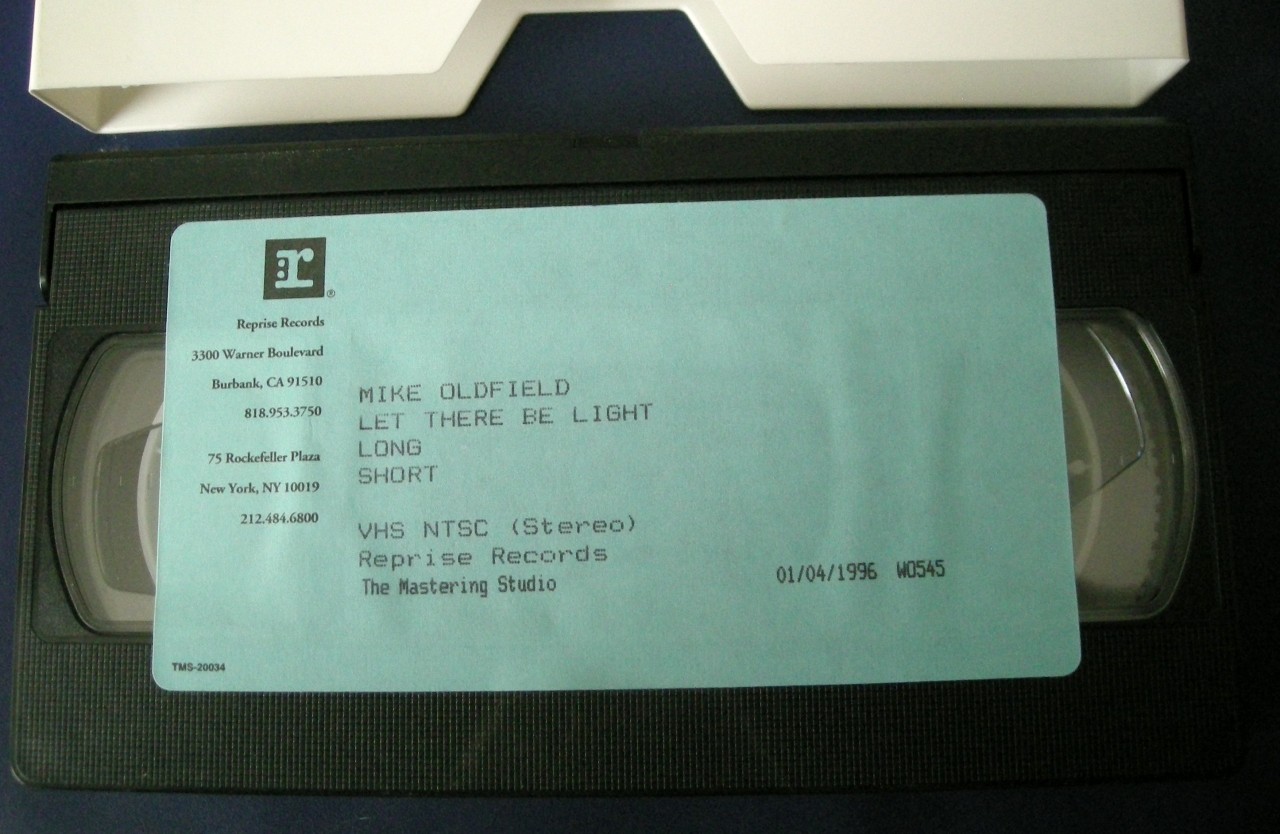 r
®
Reprise Records
3300 Warner Boulevard
Burbank, CA 91510
818.953.3750
75 Rockefeller Plaza
New York, NY 10019
212.484.6800
MIKE OLDFIELD
LET THERE BE LIGHT
LONG
SHORT
VHS NTSC (Stereo)
Reprise Records
The Mastering Studio
01/04/1996 WO545
TMS-20034